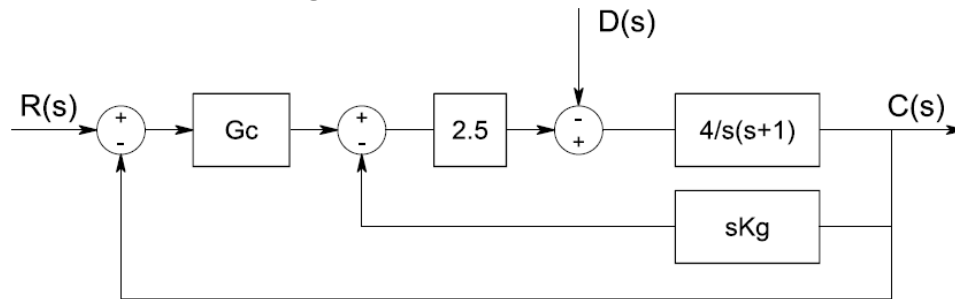 D(s)
R(s)
+
-
Gc
+
-
2.5
-
+
4/s(s+1)
C(s)
sKg